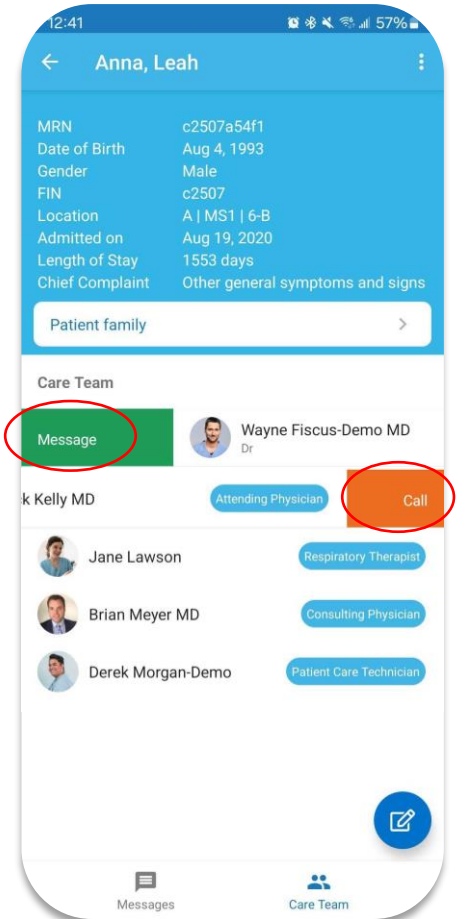 12:41 57%
Anna, Leah
MRN c2507a54f1
Date of Birth Aug 4, 1993
Gender Male
FIN c2507
Location A | MS1 | 6-B
Admitted on Aug 19, 2020
Length of Stay 1553 days
Chief Complaint Other general symptoms and signs
Patient family
Care Team
Message Wayne Fiscus-Demo MD
Dr
k Kelly MD Attending Physician Call
Jane Lawson Respiratory Therapist
Brian Meyer MD Consulting Physician
Derek Morgan-Demo Patient Care Technician
Messages Care Team